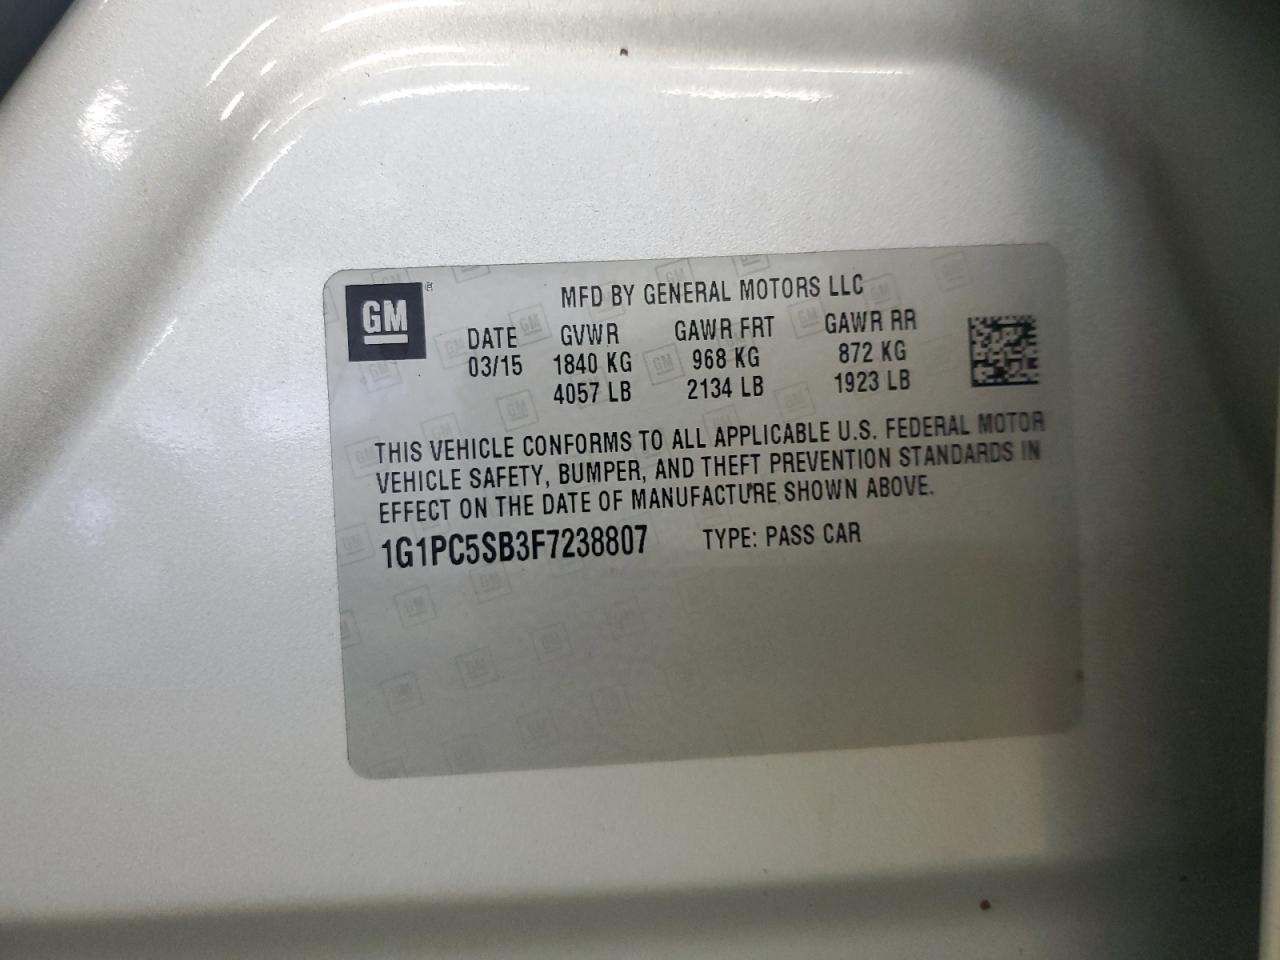 GM
MFD BY GENERAL MOTORS LLC
DATE GVWR GAWR FRT GAWR RR
03/15 1840 KG 968 KG 872 KG
4057 LB 2134 LB 1923 LB
THIS VEHICLE CONFORMS TO ALL APPLICABLE U.S. FEDERAL MOTOR
VEHICLE SAFETY, BUMPER, AND THEFT PREVENTION STANDARDS IN
EFFECT ON THE DATE OF MANUFACTURE SHOWN ABOVE.
1G1PC5SB3F7238807 TYPE: PASS CAR